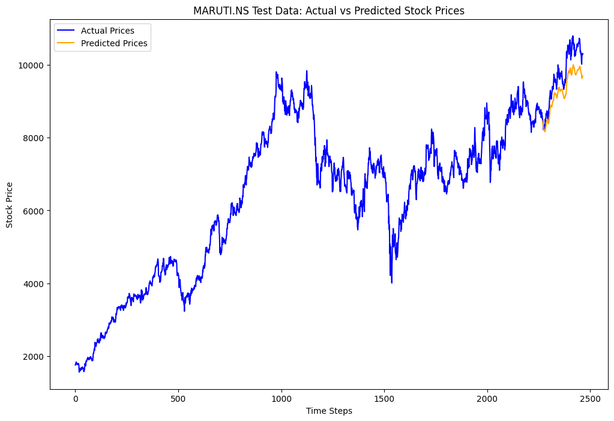 MARUTI.NS Test Data: Actual vs Predicted Stock Prices
Actual Prices
Predicted Prices
Stock Price
10000
8000
6000
4000
2000
0 500 1000 1500 2000 2500
Time Steps